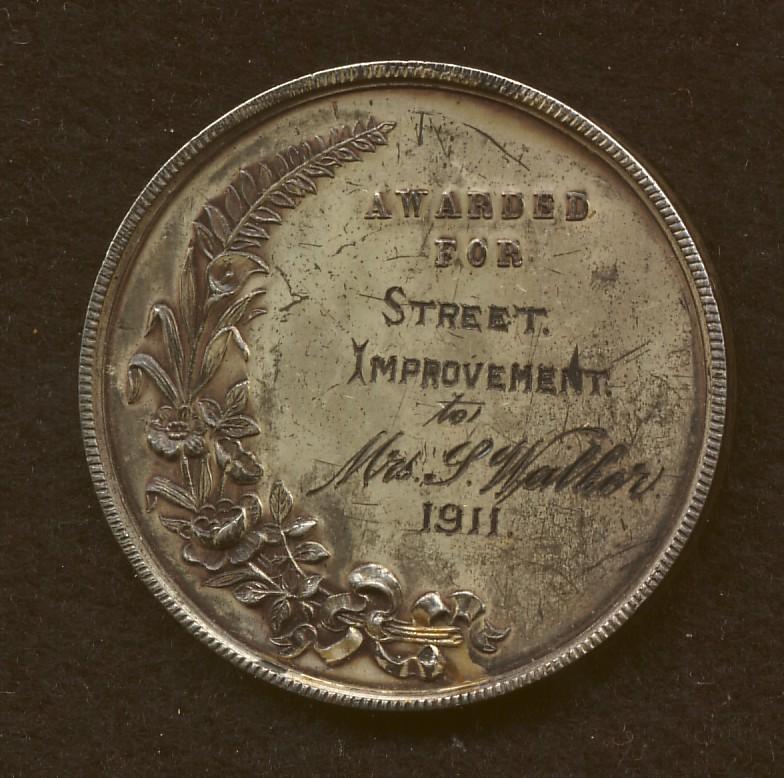 AWARDED
FOR
STREET.
IMPROVEMENT.
to
Mrs. S. Walker.
1911.